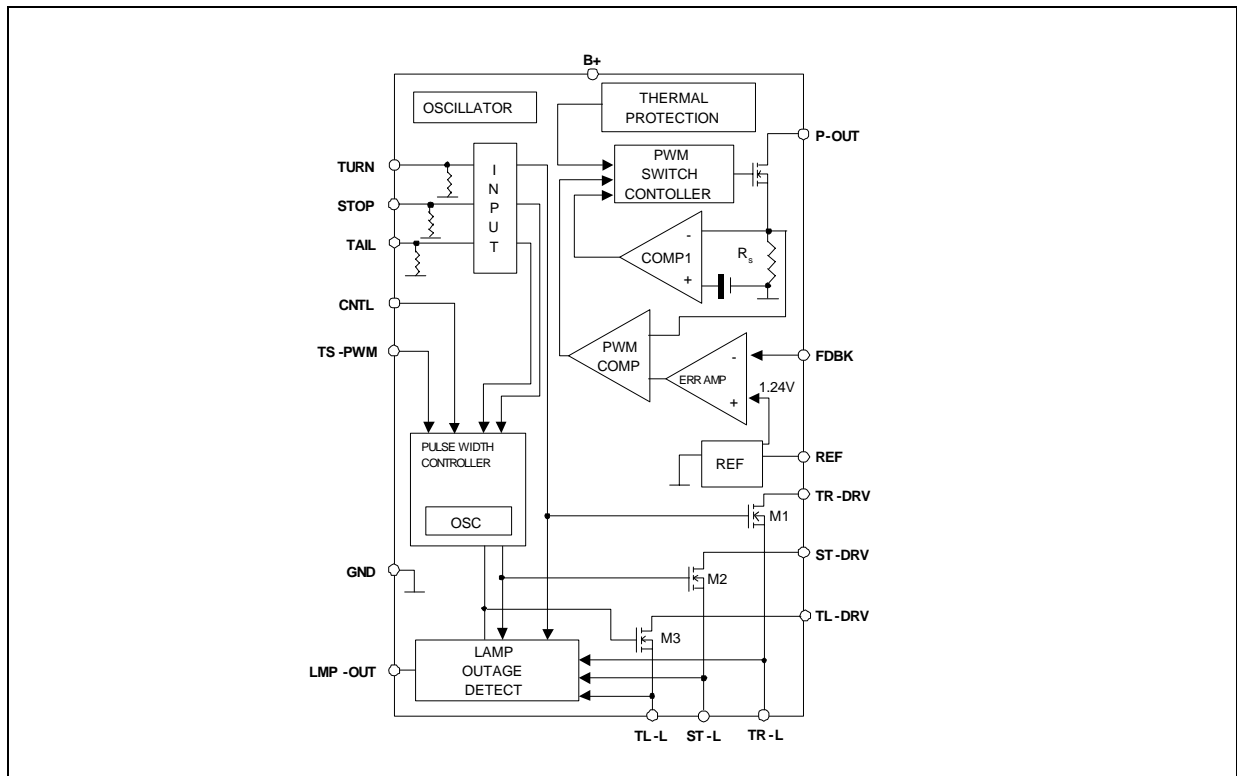 B+
OSCILLATOR
THERMAL
PROTECTION
P-OUT
TURN
STOP
TAIL
I
N
P
U
T
PWM
SWITCH
CONTOLLER
-
COMP1
+
Rs
CNTL
TS-PWM
PWM
COMP
-
ERR AMP
+
1.24V
FDBK
REF
REF
PULSE WIDTH
CONTROLLER
OSC
TR-DRV
M1
ST-DRV
M2
GND
TL-DRV
M3
LMP-OUT
LAMP
OUTAGE
DETECT
TL-L
ST-L
TR-L